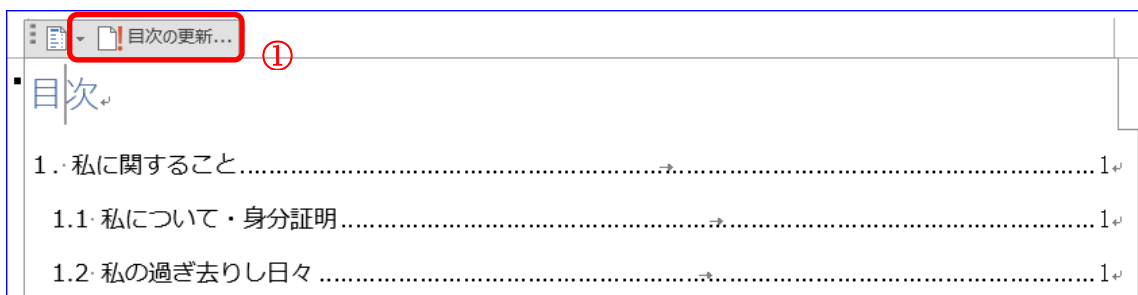 目次の更新...
①
目次
1.私に関すること........................................................................1
1.1 私について・身分証明................................................................1
1.2 私の過ぎ去りし日々..................................................................1